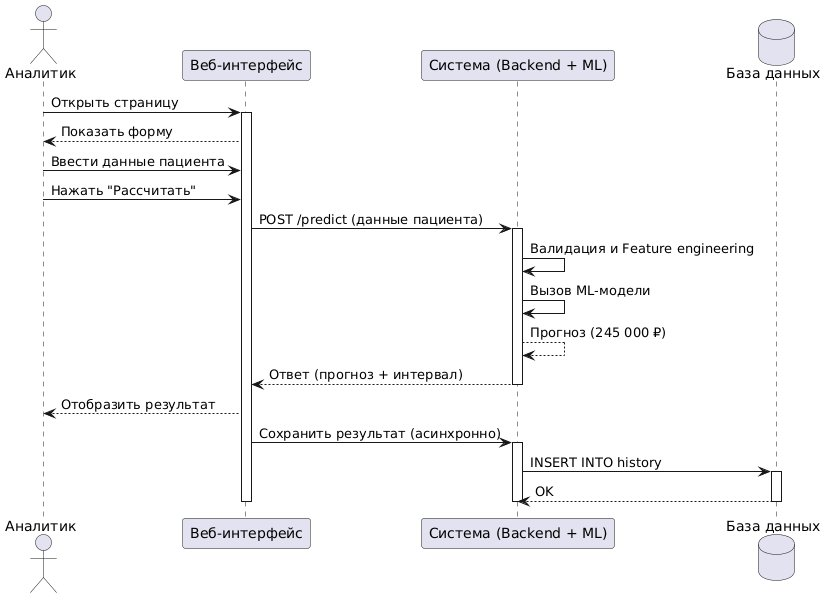 Аналитик
Веб-интерфейс
Система (Backend + ML)
База данных
Открыть страницу
Показать форму
Ввести данные пациента
Нажать "Рассчитать"
POST /predict (данные пациента)
Валидация и Feature engineering
Вызов ML-модели
Прогноз (245 000 ₽)
Ответ (прогноз + интервал)
Отобразить результат
Сохранить результат (асинхронно)
INSERT INTO history
OK
Аналитик
Веб-интерфейс
Система (Backend + ML)
База данных